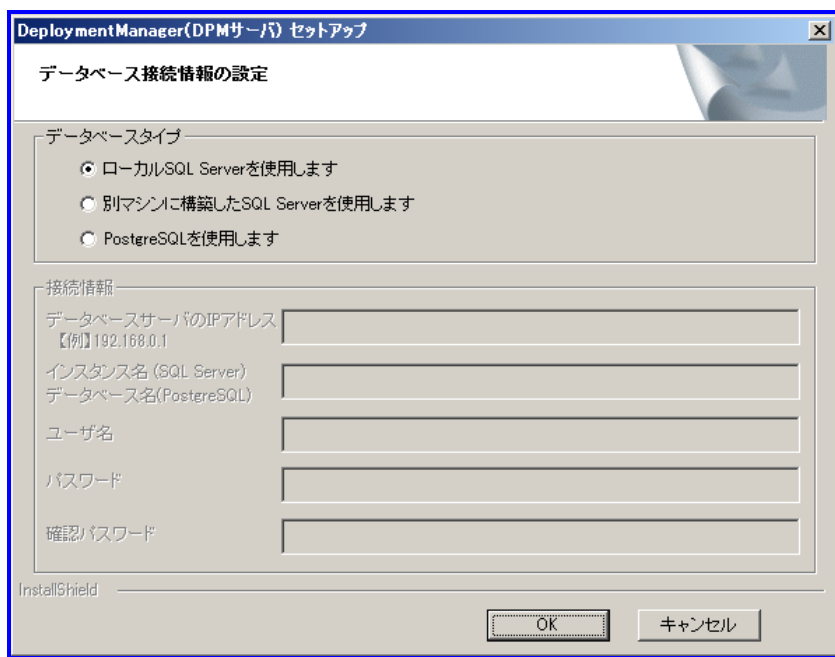 DeploymentManager(DPMサーバ) セットアップ
データベース接続情報の設定
データベースタイプ
ローカルSQL Serverを使用します
別マシンに構築したSQL Serverを使用します
PostgreSQLを使用します
接続情報
データベースサーバのIPアドレス
【例】192.168.0.1
インスタンス名 (SQL Server)
データベース名(PostgreSQL)
ユーザ名
パスワード
確認パスワード
InstallShield
OK キャンセル